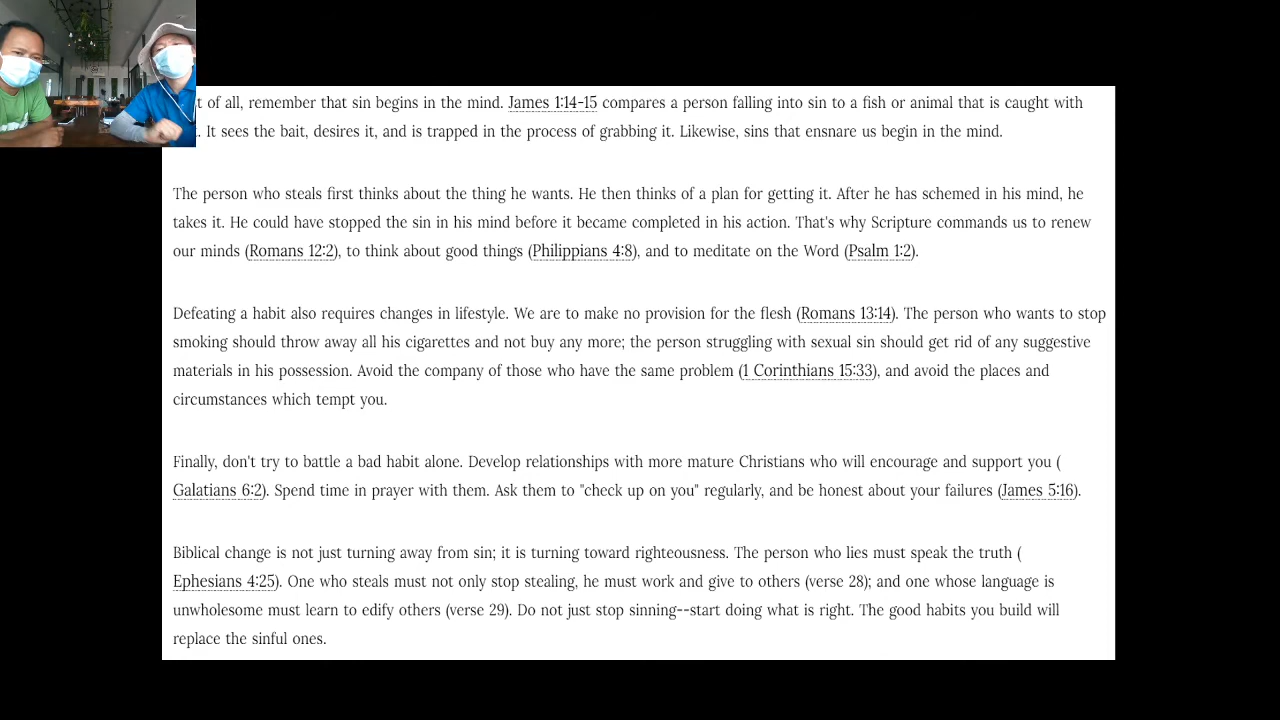 t of all, remember that sin begins in the mind. James 1:14-15 compares a person falling into sin to a fish or animal that is caught with
. It sees the bait, desires it, and is trapped in the process of grabbing it. Likewise, sins that ensnare us begin in the mind.
The person who steals first thinks about the thing he wants. He then thinks of a plan for getting it. After he has schemed in his mind, he
takes it. He could have stopped the sin in his mind before it became completed in his action. That's why Scripture commands us to renew
our minds (Romans 12:2), to think about good things (Philippians 4:8), and to meditate on the Word (Psalm 1:2).
Defeating a habit also requires changes in lifestyle. We are to make no provision for the flesh (Romans 13:14). The person who wants to stop
smoking should throw away all his cigarettes and not buy any more; the person struggling with sexual sin should get rid of any suggestive
materials in his possession. Avoid the company of those who have the same problem (1 Corinthians 15:33), and avoid the places and
circumstances which tempt you.
Finally, don't try to battle a bad habit alone. Develop relationships with more mature Christians who will encourage and support you (
Galatians 6:2). Spend time in prayer with them. Ask them to "check up on you" regularly, and be honest about your failures (James 5:16).
Biblical change is not just turning away from sin; it is turning toward righteousness. The person who lies must speak the truth (
Ephesians 4:25). One who steals must not only stop stealing, he must work and give to others (verse 28); and one whose language is
unwholesome must learn to edify others (verse 29). Do not just stop sinning--start doing what is right. The good habits you build will
replace the sinful ones.